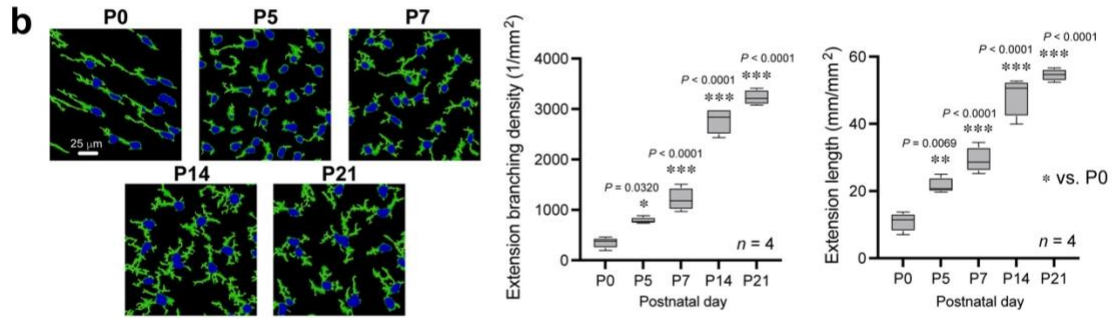 b
P0
P5
P7
25 μm
P14
P21
Extension branching density (1/mm²)
4000
3000
2000
1000
0
P = 0.0320
*
P < 0.0001
***
P < 0.0001
***
P < 0.0001
***
n = 4
P0 P5 P7 P14 P21
Postnatal day
Extension length (mm/mm²)
60
40
20
0
P = 0.0069
**
P < 0.0001
***
P < 0.0001
***
P < 0.0001
***
* vs. P0
n = 4
P0 P5 P7 P14 P21
Postnatal day